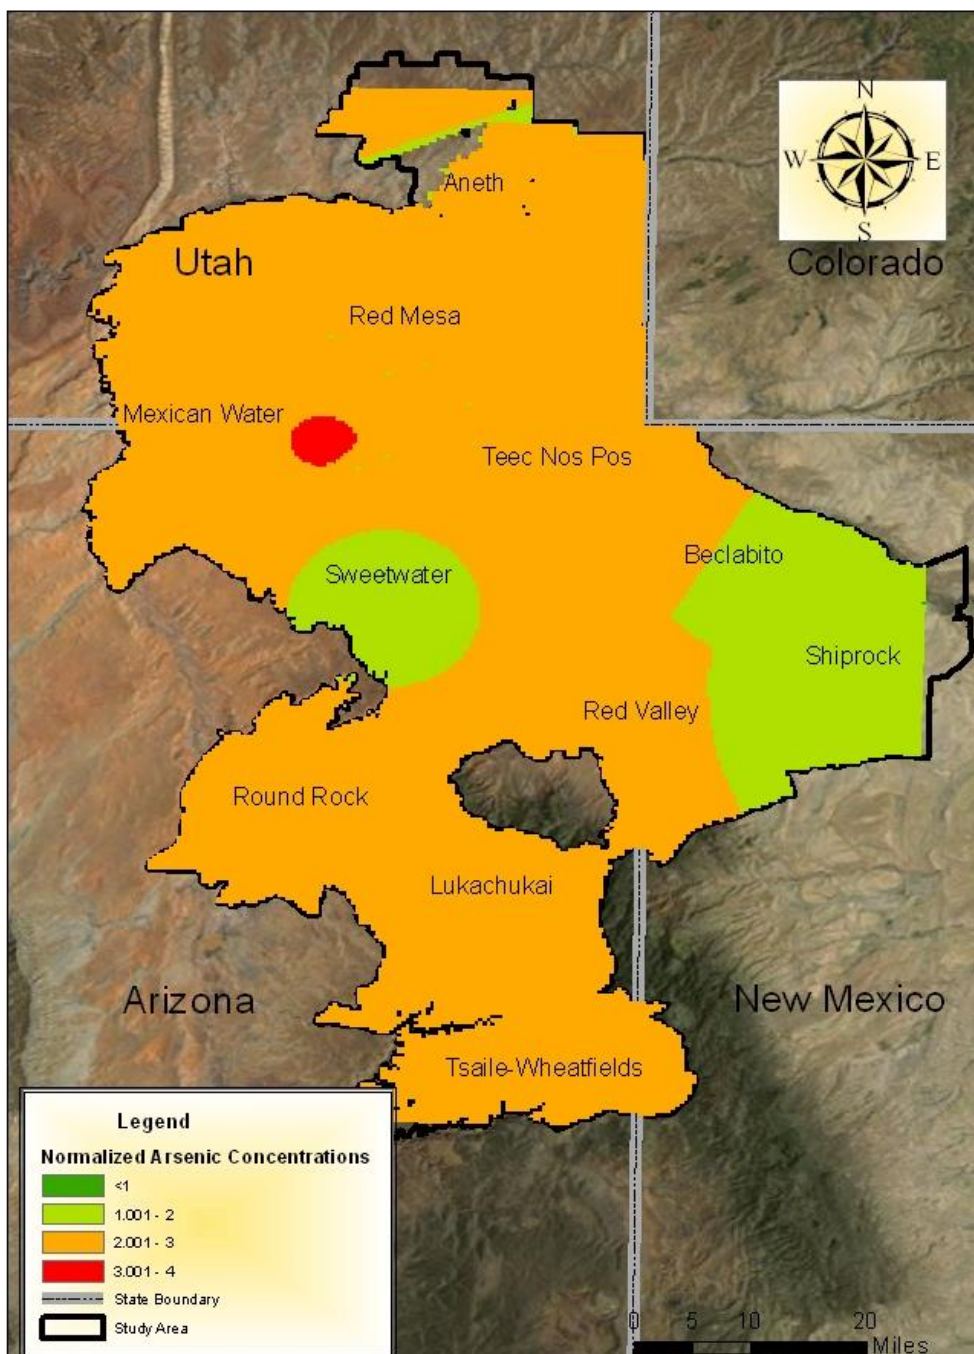 N
W E
S
Aneth
Utah
Colorado
Red Mesa
Mexican Water
Teec Nos Pos
Beclabito
Sweetwater
Shiprock
Red Valley
Round Rock
Lukachukai
Arizona
New Mexico
Tsaile-Wheatfields
Legend
Normalized Arsenic Concentrations
<1
1.001 - 2
2.001 - 3
3.001 - 4
State Boundary
Study Area
0 5 10 20
Miles